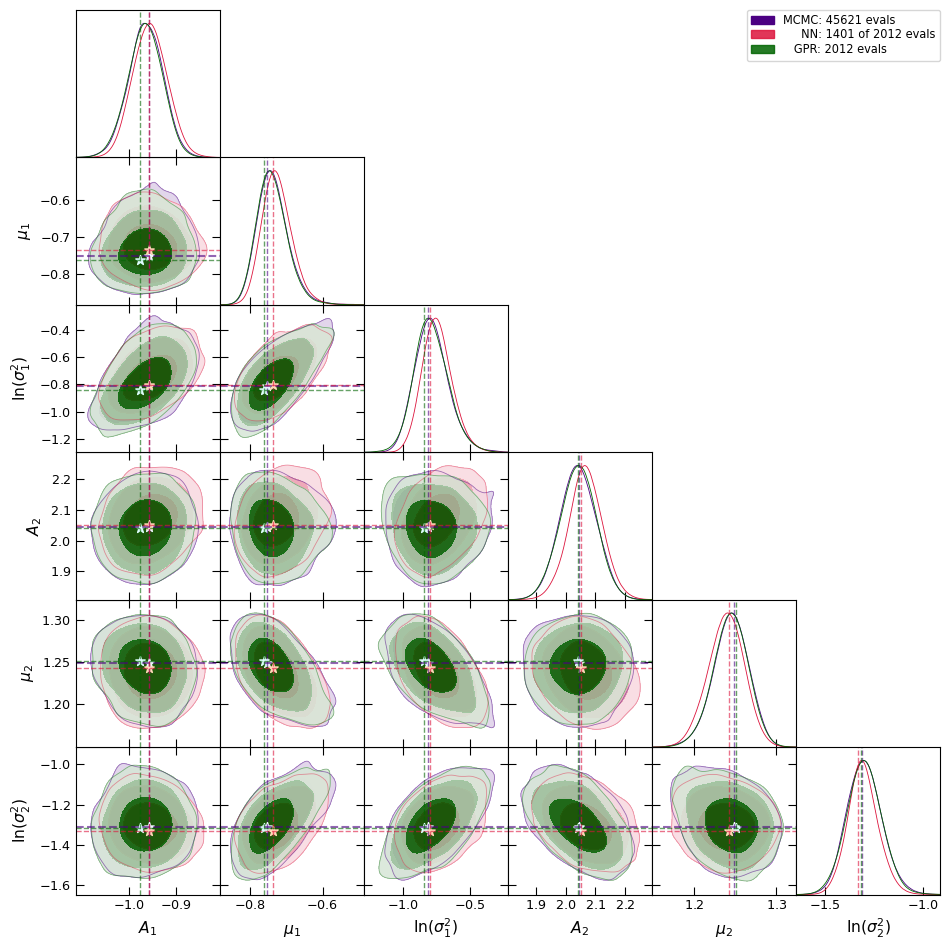 MCMC: 45621 evals
NN: 1401 of 2012 evals
GPR: 2012 evals
−0.6
−0.7
−0.8
μ₁
−0.4
−0.6
−0.8
−1.0
−1.2
ln(σ₁²)
2.2
2.1
2.0
1.9
A₂
1.30
1.25
1.20
μ₂
−1.0
−1.2
−1.4
−1.6
ln(σ₂²)
−1.0 −0.9 −0.8 −0.6 −1.0 −0.5 1.9 2.0 2.1 2.2 1.2 1.3 −1.5 −1.0
A₁ μ₁ ln(σ₁²) A₂ μ₂ ln(σ₂²)